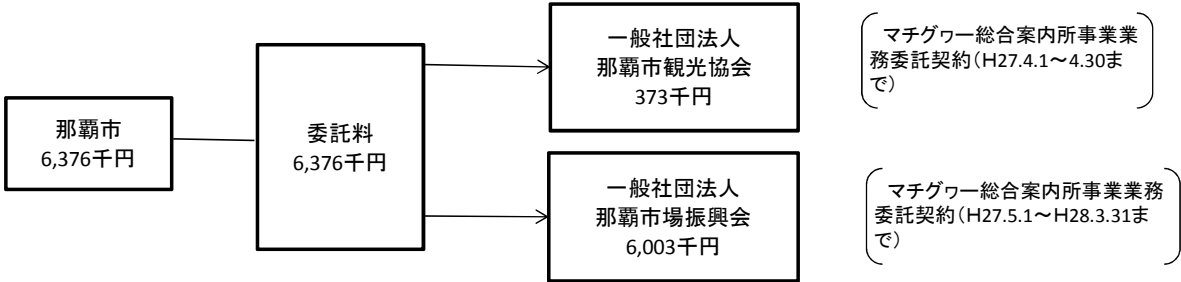 那覇市
6,376千円
委託料
6,376千円
一般社団法人
那覇市観光協会
373千円
マチグヮー総合案内所事業業
務委託契約(H27.4.1～4.30ま
で)
一般社団法人
那覇市場振興会
6,003千円
マチグヮー総合案内所事業業務
委託契約(H27.5.1～H28.3.31ま
で)